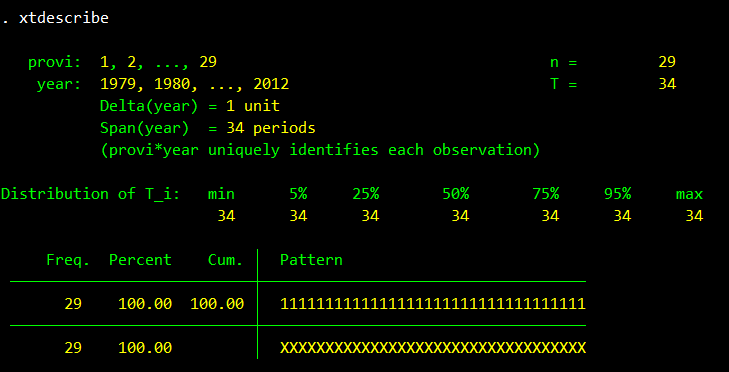 . xtdescribe
provi: 1, 2, ..., 29 n = 29
year: 1979, 1980, ..., 2012 T = 34
Delta(year) = 1 unit
Span(year) = 34 periods
(provi*year uniquely identifies each observation)
Distribution of T_i: min 5% 25% 50% 75% 95% max
34 34 34 34 34 34 34
Freq. Percent Cum. Pattern
29 100.00 100.00 1111111111111111111111111111111111
29 100.00 XXXXXXXXXXXXXXXXXXXXXXXXXXXXXXXXXX